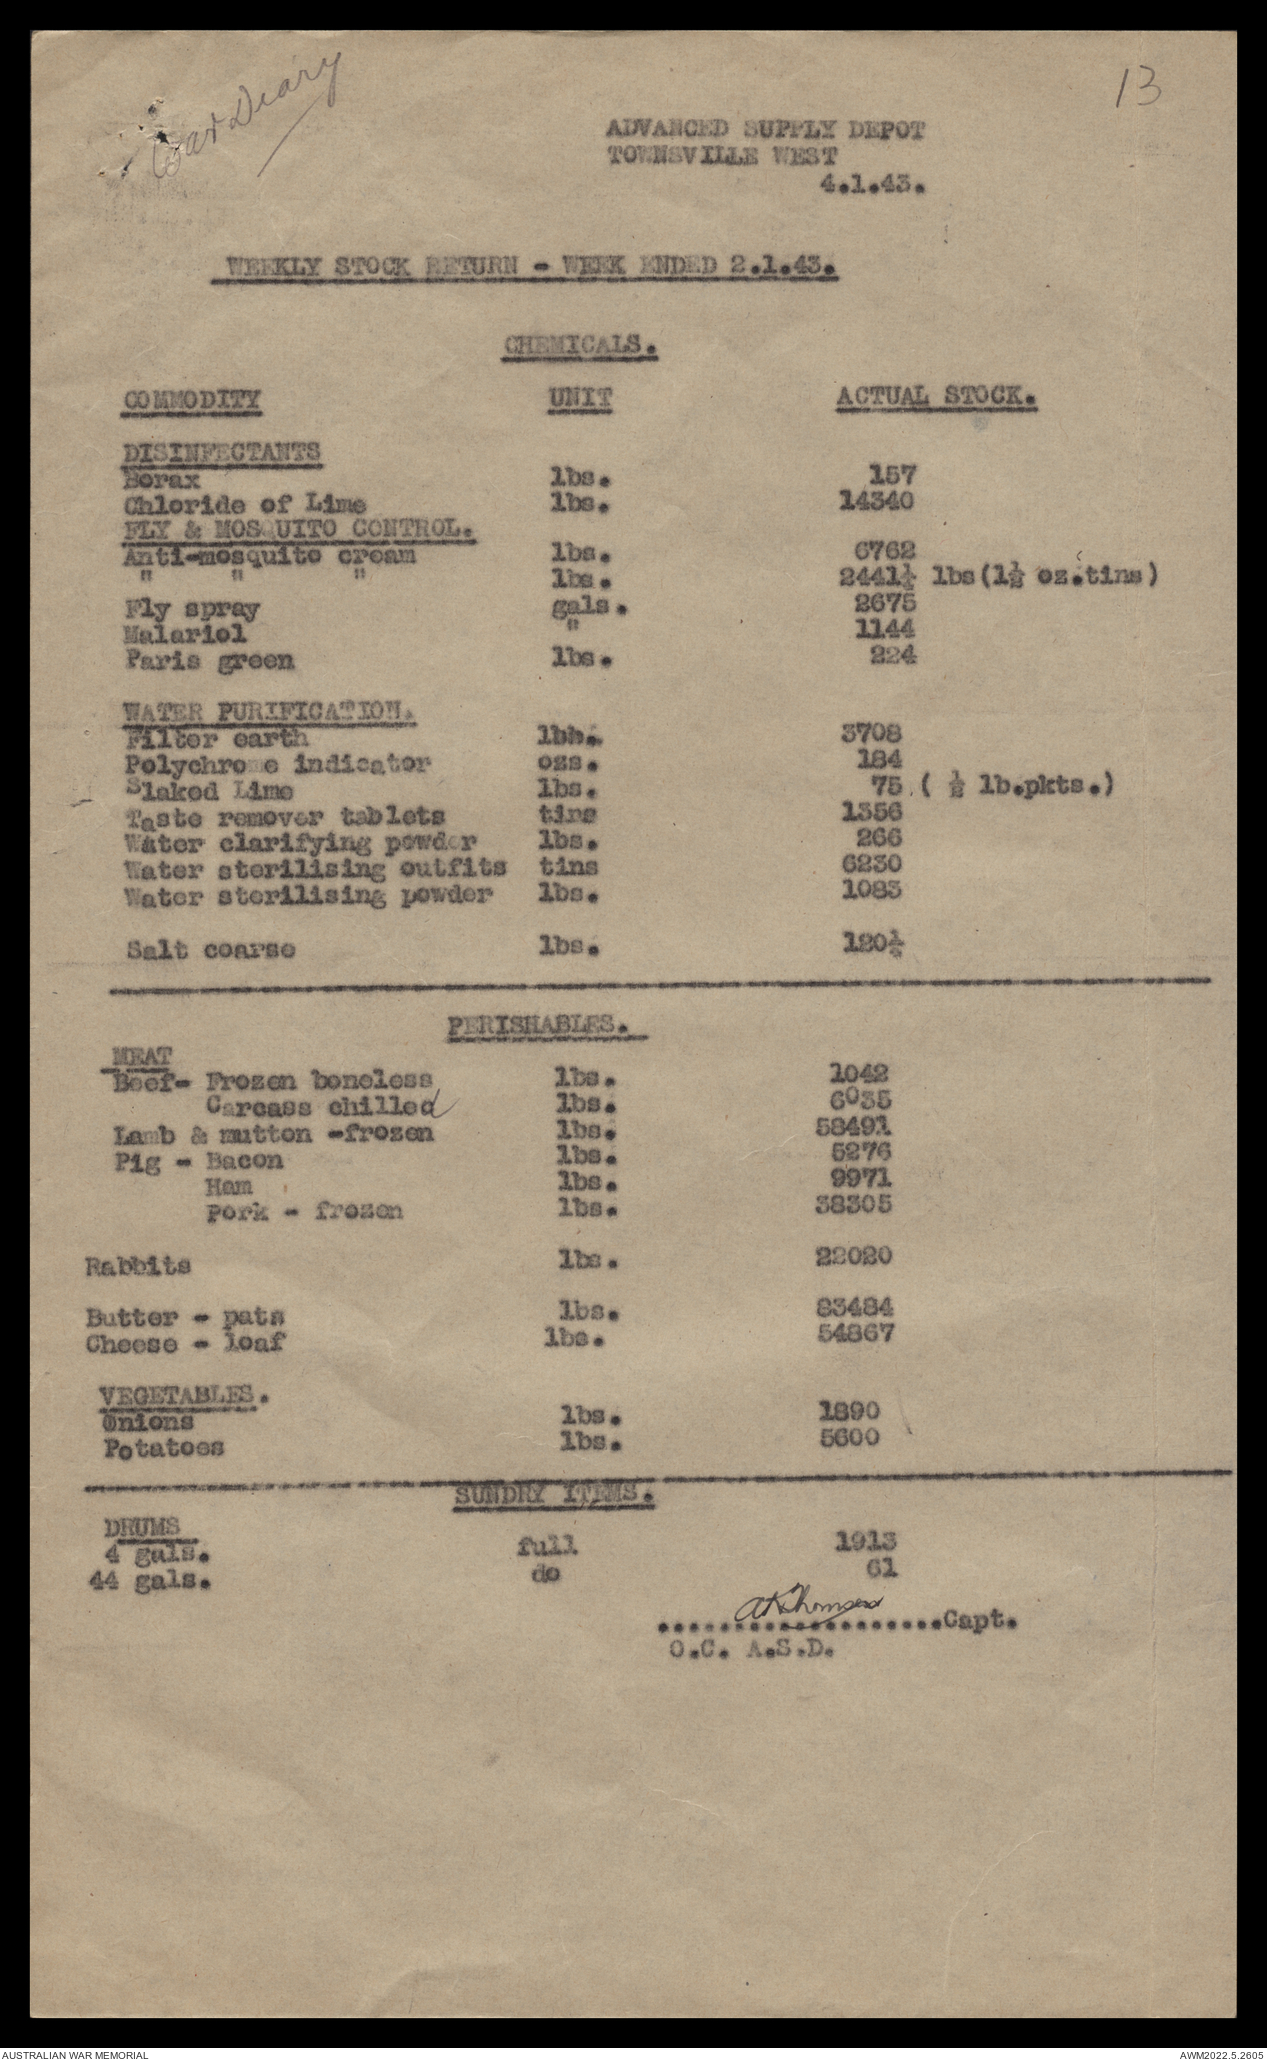 War Diary
13
ADVANCED SUPPLY DEPOT
TOWNSVILLE WEST
4.1.43.
WEEKLY STOCK RETURN - WEEK ENDED 2.1.43.
CHEMICALS.
COMMODITY UNIT ACTUAL STOCK.
DISINFECTANTS
Borax lbs. 157
Chloride of Lime lbs. 14340
FLY & MOSQUITO CONTROL.
Anti-mosquito cream lbs. 6762
" " " lbs. 2441¼ lbs(1½ oz.tins)
Fly spray gals. 2675
Malariol " 1144
Paris green lbs. 224
WATER PURIFICATION.
Filter earth lbh. 3708
Polychrome indicator ozs. 184
Slaked Lime lbs. 75 ( ½ lb.pkts.)
Taste remover tablets tins 1356
Water clarifying powder lbs. 266
Water sterilising outfits tins 6230
Water sterilising powder lbs. 1083
Salt coarse lbs. 120½
PERISHABLES.
MEAT
Beef- Frozen boneless lbs. 1042
Carcass chilled lbs. 6035
Lamb & mutton -frozen lbs. 58491
Pig - Bacon lbs. 5276
Ham lbs. 9971
Pork - frozen lbs. 38305
Rabbits lbs. 22020
Butter - pats lbs. 83484
Cheese - loaf lbs. 54867
VEGETABLES.
Onions lbs. 1890
Potatoes lbs. 5600
SUNDRY ITEMS.
DRUMS
4 gals. full 1913
44 gals. do 61
AKThomson
...................Capt.
O.C. A.S.D.
AUSTRALIAN WAR MEMORIAL AWM2022.5.2605